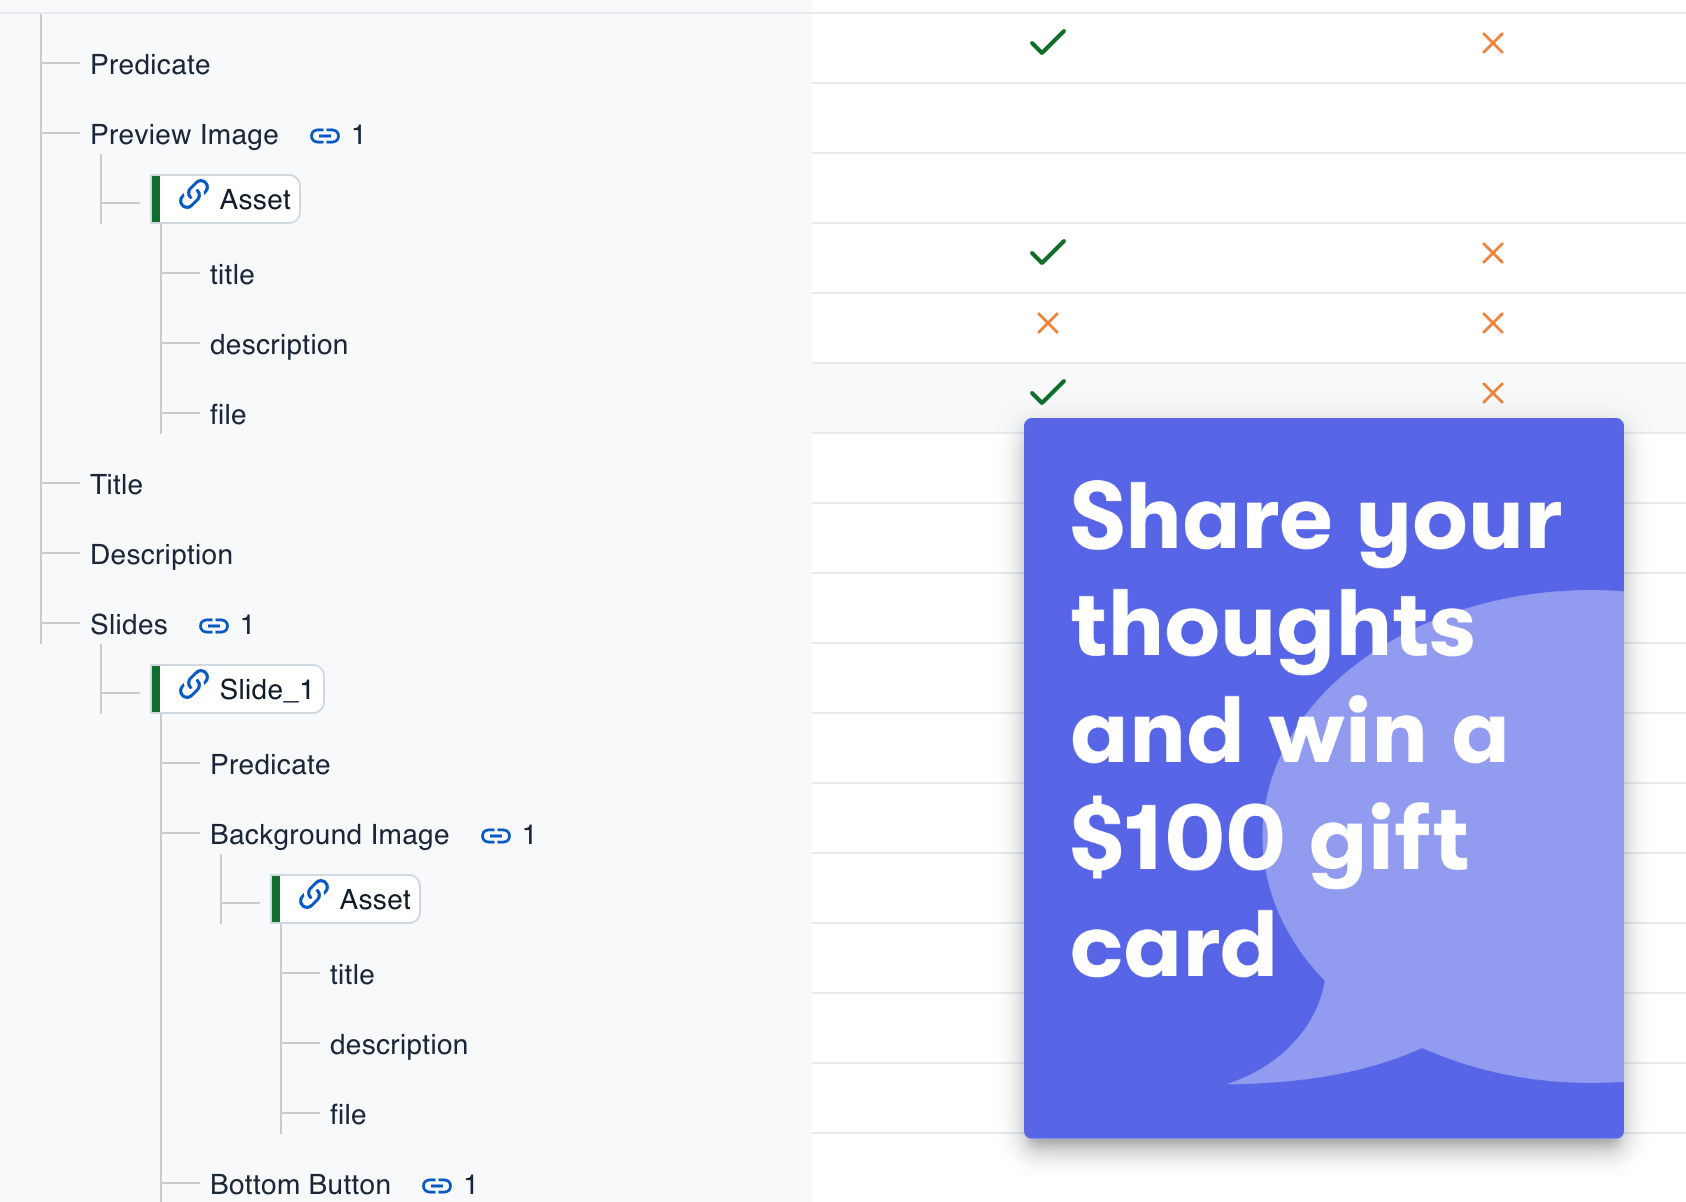 Predicate
Preview Image 1
Asset
title
description
file
Title
Description
Slides 1
Slide_1
Predicate
Background Image 1
Asset
title
description
file
Bottom Button 1
Share your
thoughts
and win a
$100 gift
card